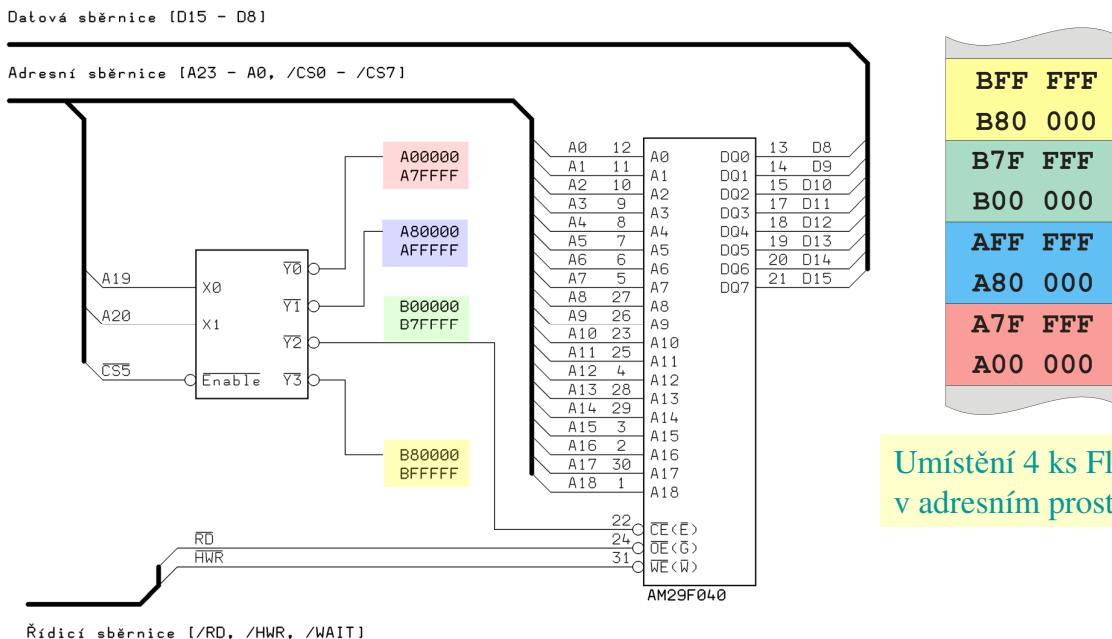 Datová sběrnice [D15 - D8]
Adresní sběrnice [A23 - A0, /CS0 - /CS7]
A00000
A7FFFF
A80000
AFFFFF
B00000
B7FFFF
B80000
BFFFFF
A19
A20
CS5
X0
X1
Enable
Y0
Y1
Y2
Y3
A0 12 A0 DQ0 13 D8
A1 11 A1 DQ1 14 D9
A2 10 A2 DQ2 15 D10
A3 9 A3 DQ3 17 D11
A4 8 A4 DQ4 18 D12
A5 7 A5 DQ5 19 D13
A6 6 A6 DQ6 20 D14
A7 5 A7 DQ7 21 D15
A8 27 A8
A9 26 A9
A10 23 A10
A11 25 A11
A12 4 A12
A13 28 A13
A14 29 A14
A15 3 A15
A16 2 A16
A17 30 A17
A18 1 A18
22 CE(E)
RD 24 OE(G)
HWR 31 WE(W)
AM29F040
Řídicí sběrnice [/RD, /HWR, /WAIT]
BFF FFF
B80 000
B7F FFF
B00 000
AFF FFF
A80 000
A7F FFF
A00 000
Umístění 4 ks
v adresním